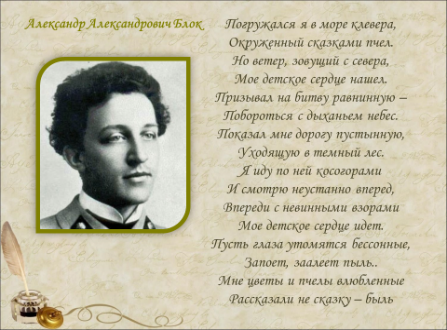 Александр Александрович Блок
Погружался я в море клевера,
Окруженный сказками пчел.
Но ветер, зовущий с севера,
Мое детское сердце нашел.
Призывал на битву равнинную –
Побороться с дыханьем небес.
Показал мне дорогу пустынную,
Уходящую в темный лес.
Я иду по ней косогорами
И смотрю неустанно вперед,
Впереди с невинными взорами
Мое детское сердце идет.
Пусть глаза утомятся бессонные,
Запоет, заалеет пыль..
Мне цветы и пчелы влюбленные
Рассказали не сказку – быль